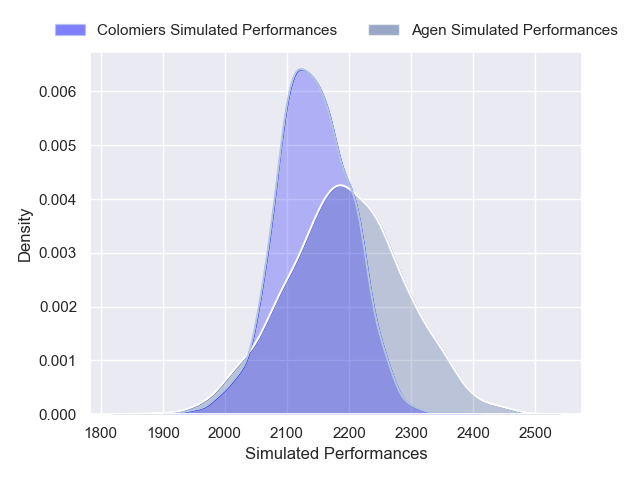 Colomiers Simulated Performances
Agen Simulated Performances
0.006
0.005
0.004
0.003
0.002
0.001
0.000
Density
1800 1900 2000 2100 2200 2300 2400 2500
Simulated Performances